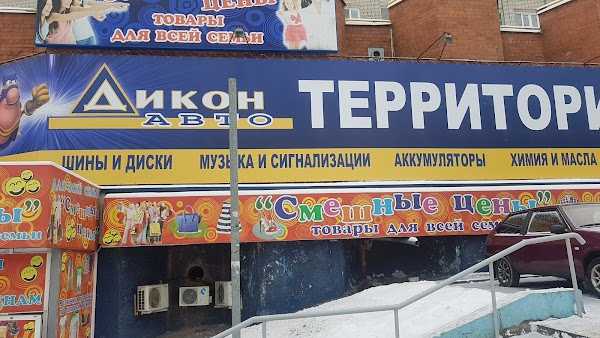 ЦЕНЫ
ТОВАРЫ
ДЛЯ ВСЕЙ СЕМЬИ
ДИКОН
АВТО
ТЕРРИТОРИ
ШИНЫ И ДИСКИ МУЗЫКА И СИГНАЛИЗАЦИИ АККУМУЛЯТОРЫ ХИМИЯ И МАСЛА
"Смешные цены"
товары для всей сем